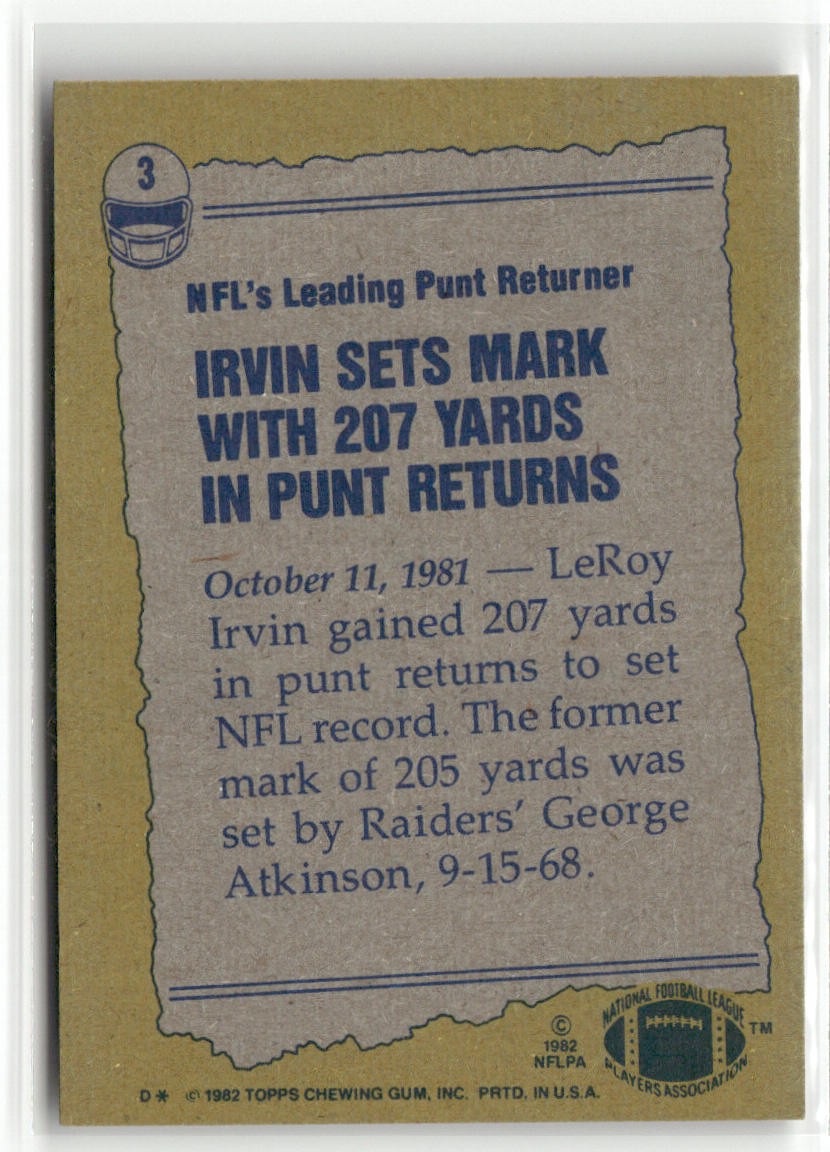 3
NFL's Leading Punt Returner
IRVIN SETS MARK
WITH 207 YARDS
IN PUNT RETURNS
October 11, 1981 — LeRoy
Irvin gained 207 yards
in punt returns to set
NFL record. The former
mark of 205 yards was
set by Raiders' George
Atkinson, 9-15-68.
©
1982
NFLPA
NATIONAL FOOTBALL LEAGUE
PLAYERS ASSOCIATION
TM
D* © 1982 TOPPS CHEWING GUM, INC. PRTD. IN U.S.A.